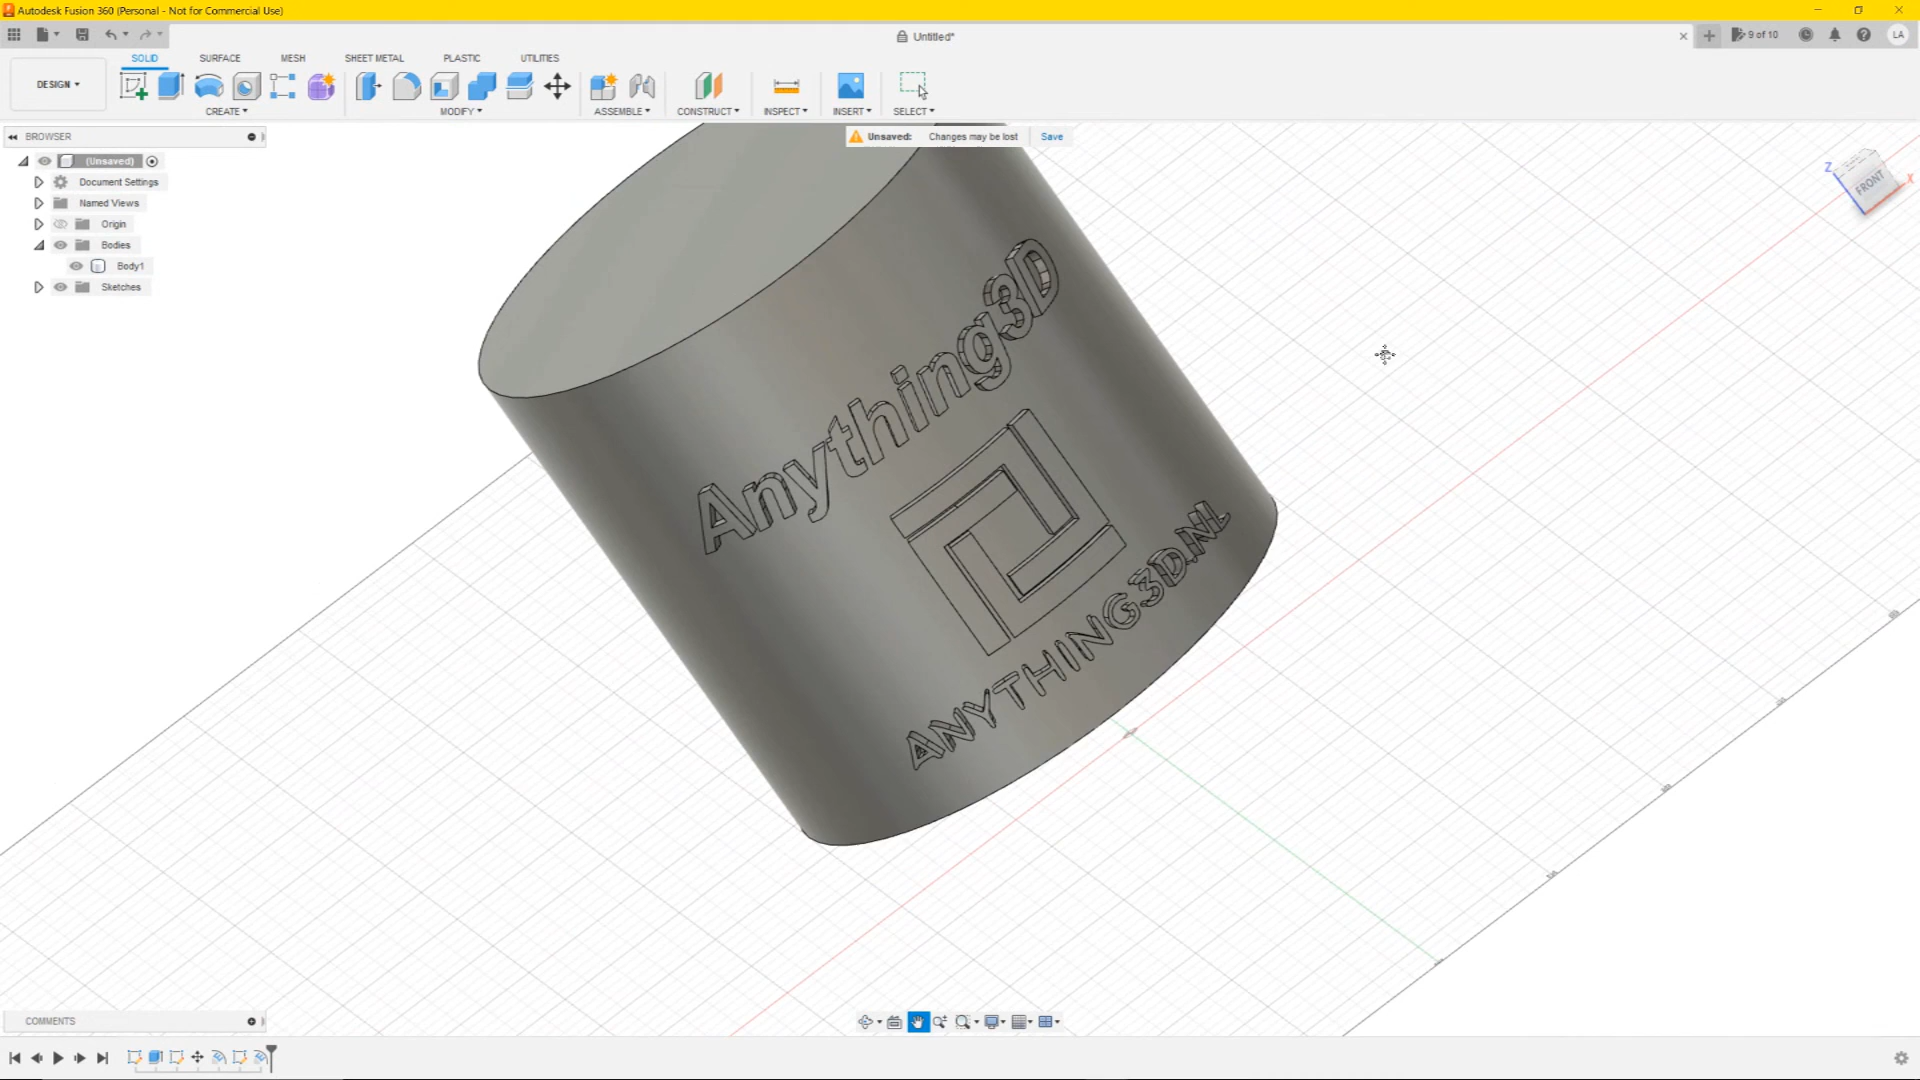 Autodesk Fusion 360 (Personal - Not for Commercial Use)
Untitled*
9 of 10
LA
SOLID SURFACE MESH SHEET METAL PLASTIC UTILITIES
DESIGN
CREATE MODIFY ASSEMBLE CONSTRUCT INSPECT INSERT SELECT
BROWSER
Unsaved: Changes may be lost Save
(Unsaved)
Document Settings
Named Views
Origin
Bodies
Body1
Sketches
Z
FRONT
X
Anything3D
ANYTHING3D.NL
COMMENTS